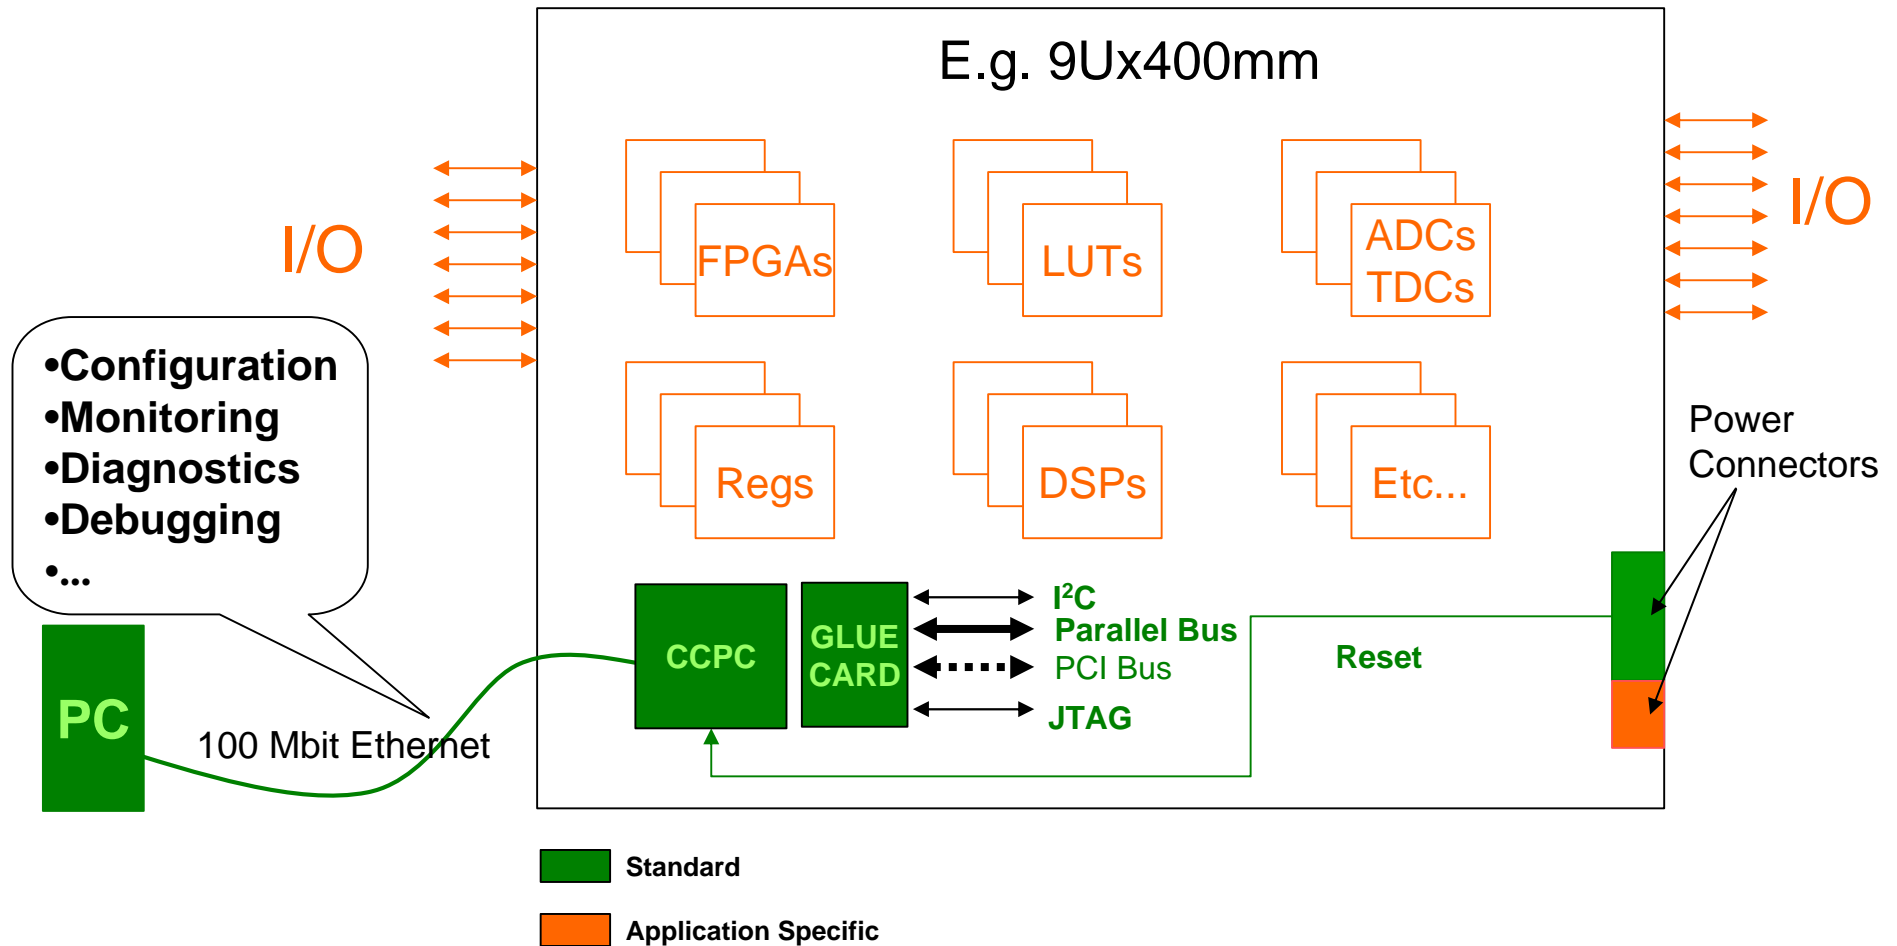 E.g. 9Ux400mm
I/O
FPGAs
LUTs
ADCs
TDCs
I/O
•Configuration
•Monitoring
•Diagnostics
•Debugging
•...
Regs
DSPs
Etc...
Power
Connectors
PC
100 Mbit Ethernet
CCPC
GLUE
CARD
I²C
Parallel Bus
PCI Bus
JTAG
Reset
Standard
Application Specific